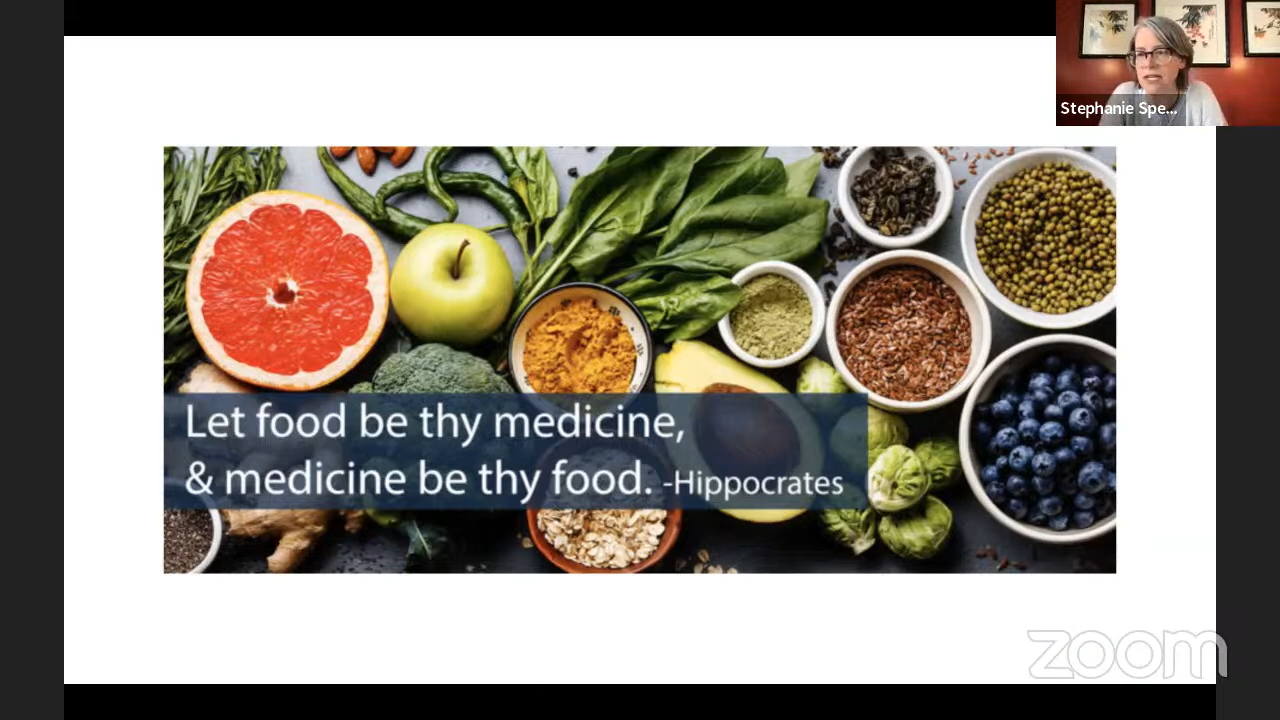 Stephanie Spe...
Let food be thy medicine,
& medicine be thy food. -Hippocrates
zoom